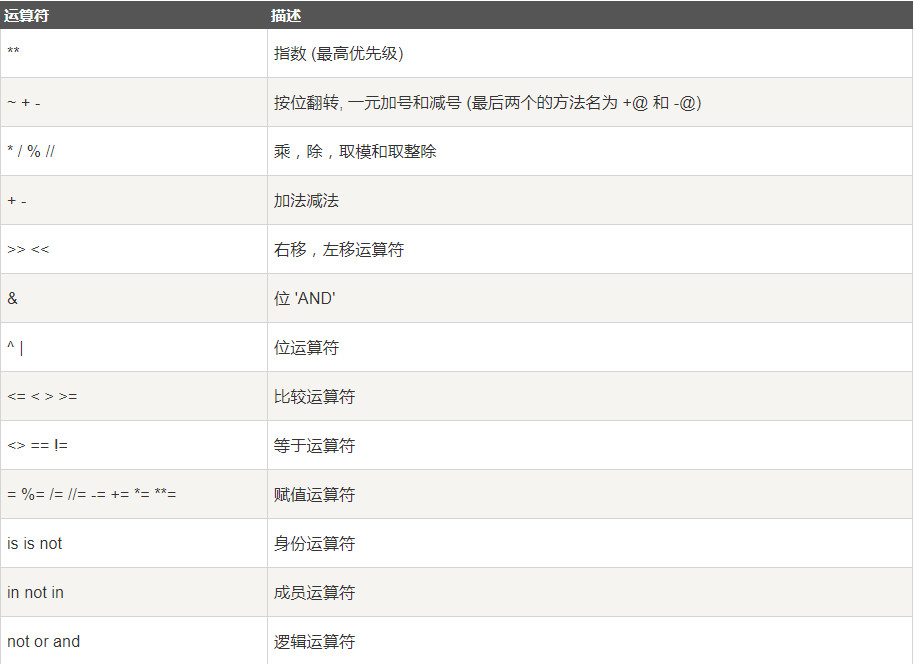 运算符 描述
** 指数 (最高优先级)
~ + - 按位翻转, 一元加号和减号 (最后两个的方法名为 +@ 和 -@)
* / % // 乘，除，取模和取整除
+ - 加法减法
>> << 右移，左移运算符
& 位 'AND'
^ | 位运算符
<= < > >= 比较运算符
<> == != 等于运算符
= %= /= //= -= += *= **= 赋值运算符
is is not 身份运算符
in not in 成员运算符
not or and 逻辑运算符